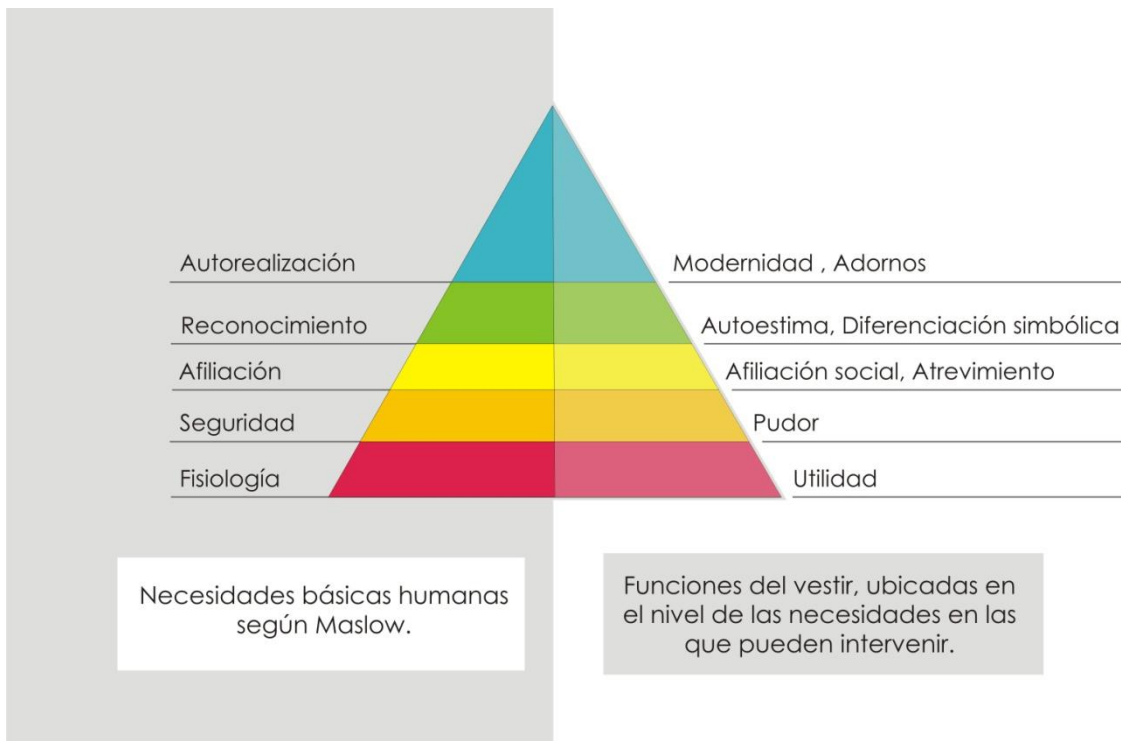 Autorealización
Modernidad , Adornos
Reconocimiento
Autoestima, Diferenciación simbólica
Afiliación
Afiliación social, Atrevimiento
Seguridad
Pudor
Fisiología
Utilidad
Necesidades básicas humanas
según Maslow.
Funciones del vestir, ubicadas en
el nivel de las necesidades en las
que pueden intervenir.